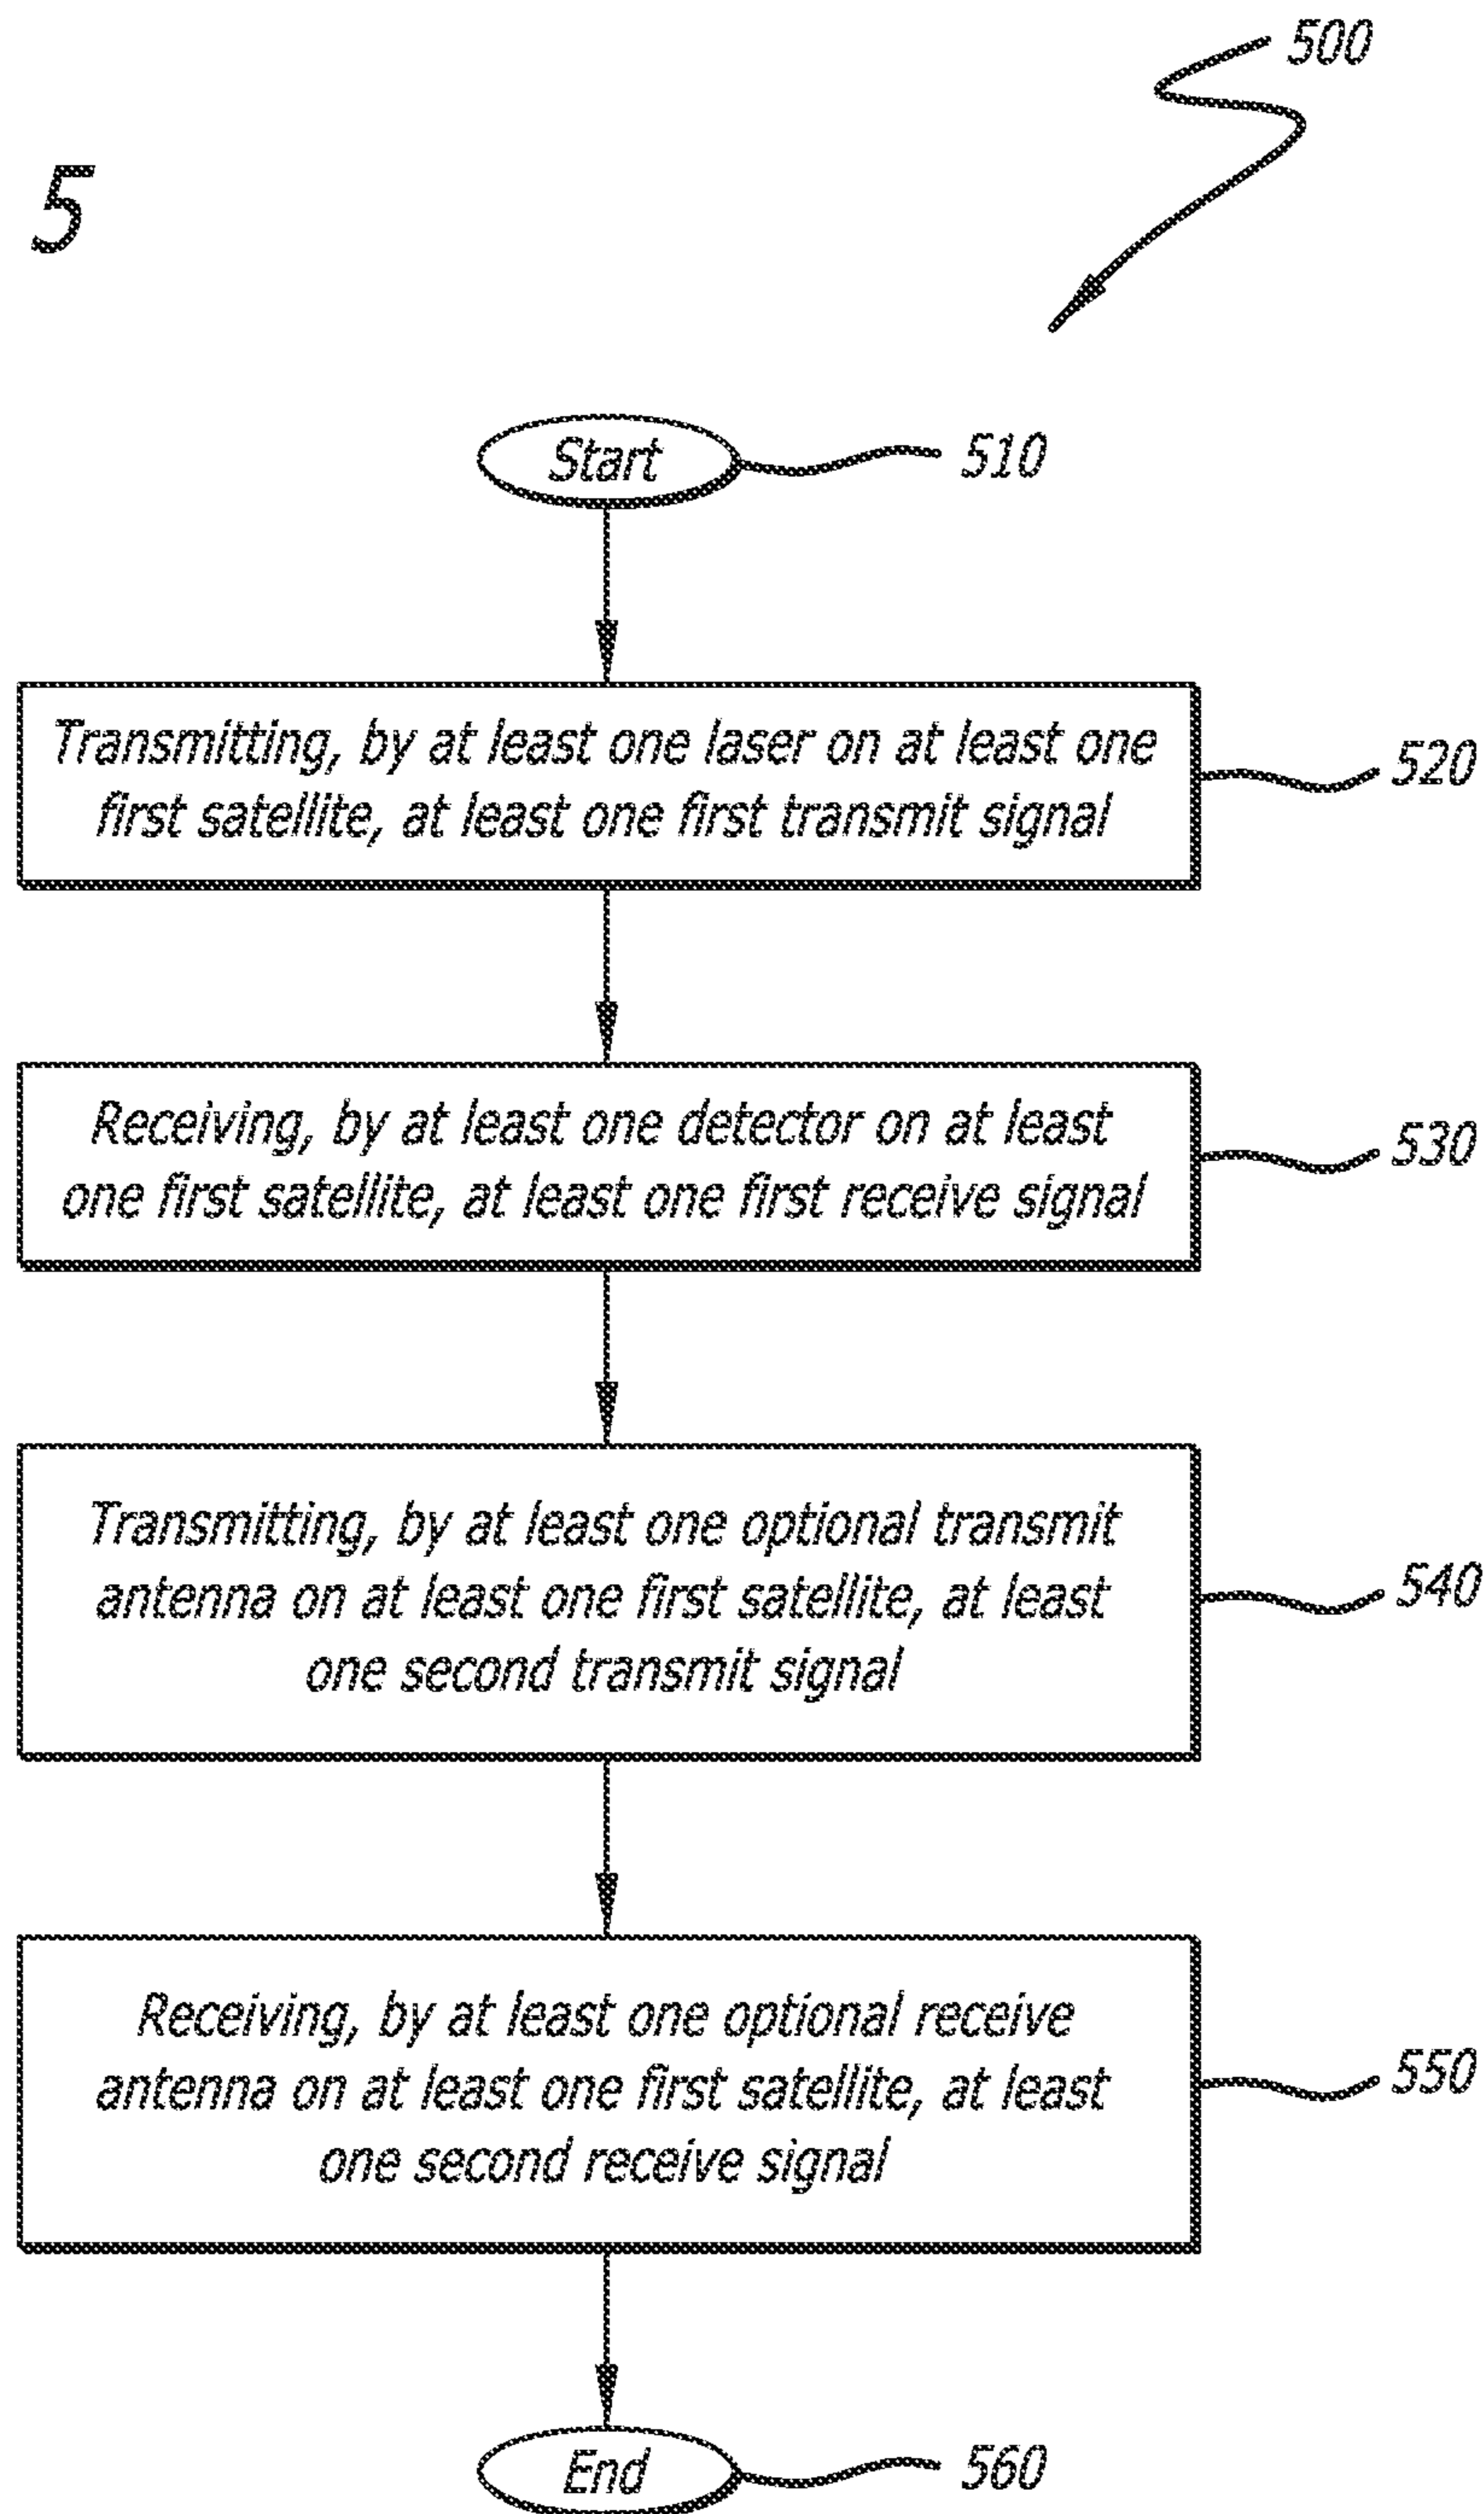 500
5
Start
510
Transmitting, by at least one laser on at least one
first satellite, at least one first transmit signal
520
Receiving, by at least one detector on at least
one first satellite, at least one first receive signal
530
Transmitting, by at least one optional transmit
antenna on at least one first satellite, at least
one second transmit signal
540
Receiving, by at least one optional receive
antenna on at least one first satellite, at least
one second receive signal
550
End
560